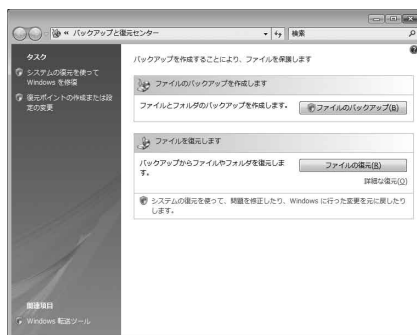 « バックアップと復元センター
検索
タスク
システムの復元を使って
Windows を修復
復元ポイントの作成または設
定の変更
関連項目
Windows 転送ツール
バックアップを作成することにより、ファイルを保護します
ファイルのバックアップを作成します
ファイルとフォルダのバックアップを作成します。
ファイルのバックアップ(B)
ファイルを復元します
バックアップからファイルやフォルダを復元しま
す。
ファイルの復元(R)
詳細な復元(O)
システムの復元を使って、問題を修正したり、Windows に行った変更を元に戻したり
します。